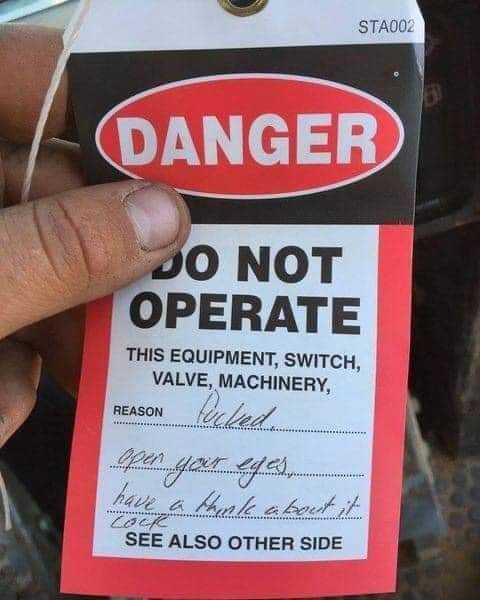 STA002
DANGER
DO NOT
OPERATE
THIS EQUIPMENT, SWITCH,
VALVE, MACHINERY,
REASON fucked,
open your eyes,
have a think about it
COCK
SEE ALSO OTHER SIDE